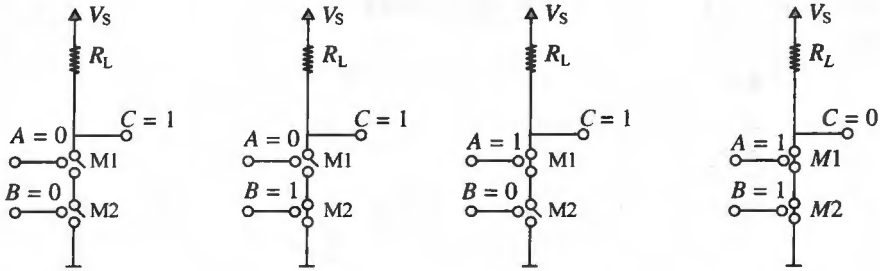 V_S
R_L
C = 1
A = 0
M1
B = 0
M2
V_S
R_L
C = 1
A = 0
M1
B = 1
M2
V_S
R_L
C = 1
A = 1
M1
B = 0
M2
V_S
R_L
C = 0
A = 1
M1
B = 1
M2